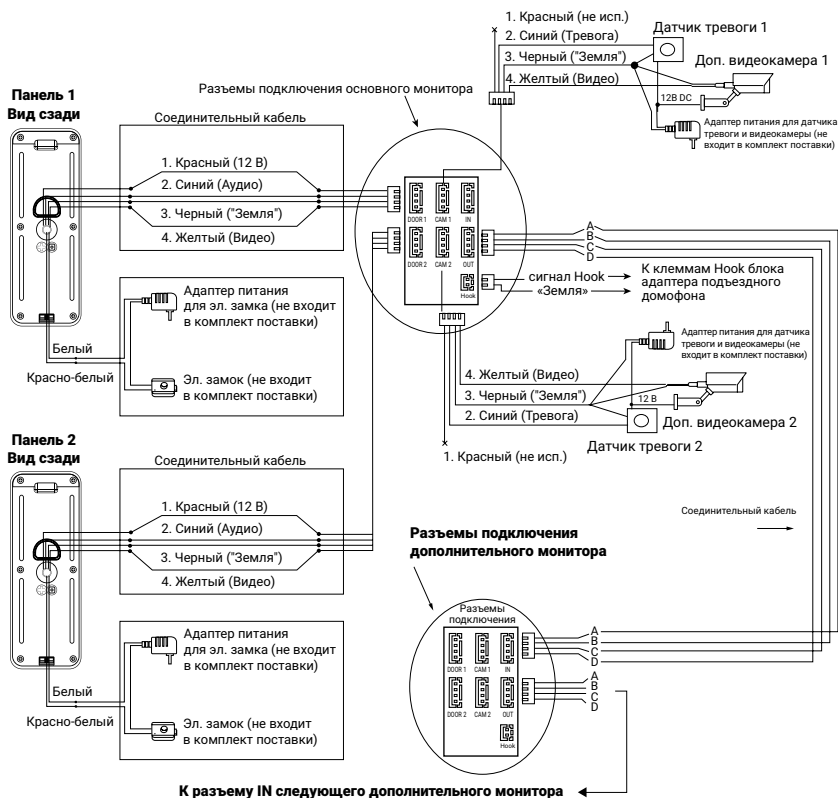 1. Красный (не исп.)
2. Синий (Тревога)
3. Черный ("Земля")
4. Желтый (Видео)
Датчик тревоги 1
Доп. видеокамера 1
12В DC
Адаптер питания для датчика
тревоги и видеокамеры (не
входит в комплект поставки)
Разъемы подключения основного монитора
Панель 1
Вид сзади
Соединительный кабель
1. Красный (12 В)
2. Синий (Аудио)
3. Черный ("Земля")
4. Желтый (Видео)
DOOR 1
CAM 1
IN
DOOR 2
CAM 2
OUT
Hook
A
B
C
D
сигнал Hook
«Земля»
К клеммам Hook блока
адаптера подъездного
домофона
Адаптер питания
для эл. замка (не входит
в комплект поставки)
Белый
Красно-белый
Эл. замок (не входит
в комплект поставки)
Адаптер питания для датчика
тревоги и видеокамеры (не
входит в комплект поставки)
4. Желтый (Видео)
3. Черный ("Земля")
2. Синий (Тревога)
1. Красный (не исп.)
12 В
Доп. видеокамера 2
Датчик тревоги 2
Панель 2
Вид сзади
Соединительный кабель
1. Красный (12 В)
2. Синий (Аудио)
3. Черный ("Земля")
4. Желтый (Видео)
Соединительный кабель
Разъемы подключения
дополнительного монитора
Разъемы
подключения
DOOR 1
CAM 1
IN
DOOR 2
CAM 2
OUT
Hook
A
B
C
D
A
B
C
D
Адаптер питания
для эл. замка (не входит
в комплект поставки)
Белый
Красно-белый
Эл. замок (не входит
в комплект поставки)
К разъему IN следующего дополнительного монитора